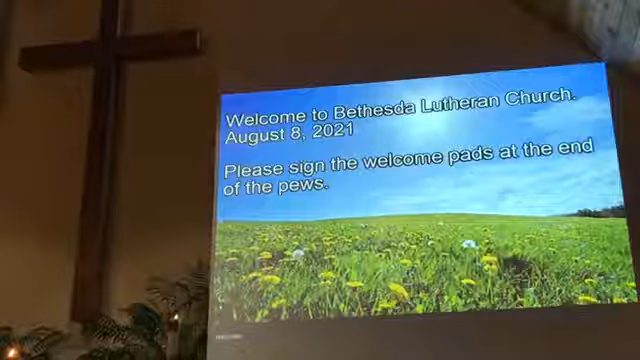 Welcome to Bethesda Lutheran Church.
August 8, 2021
Please sign the welcome pads at the end
of the pews.